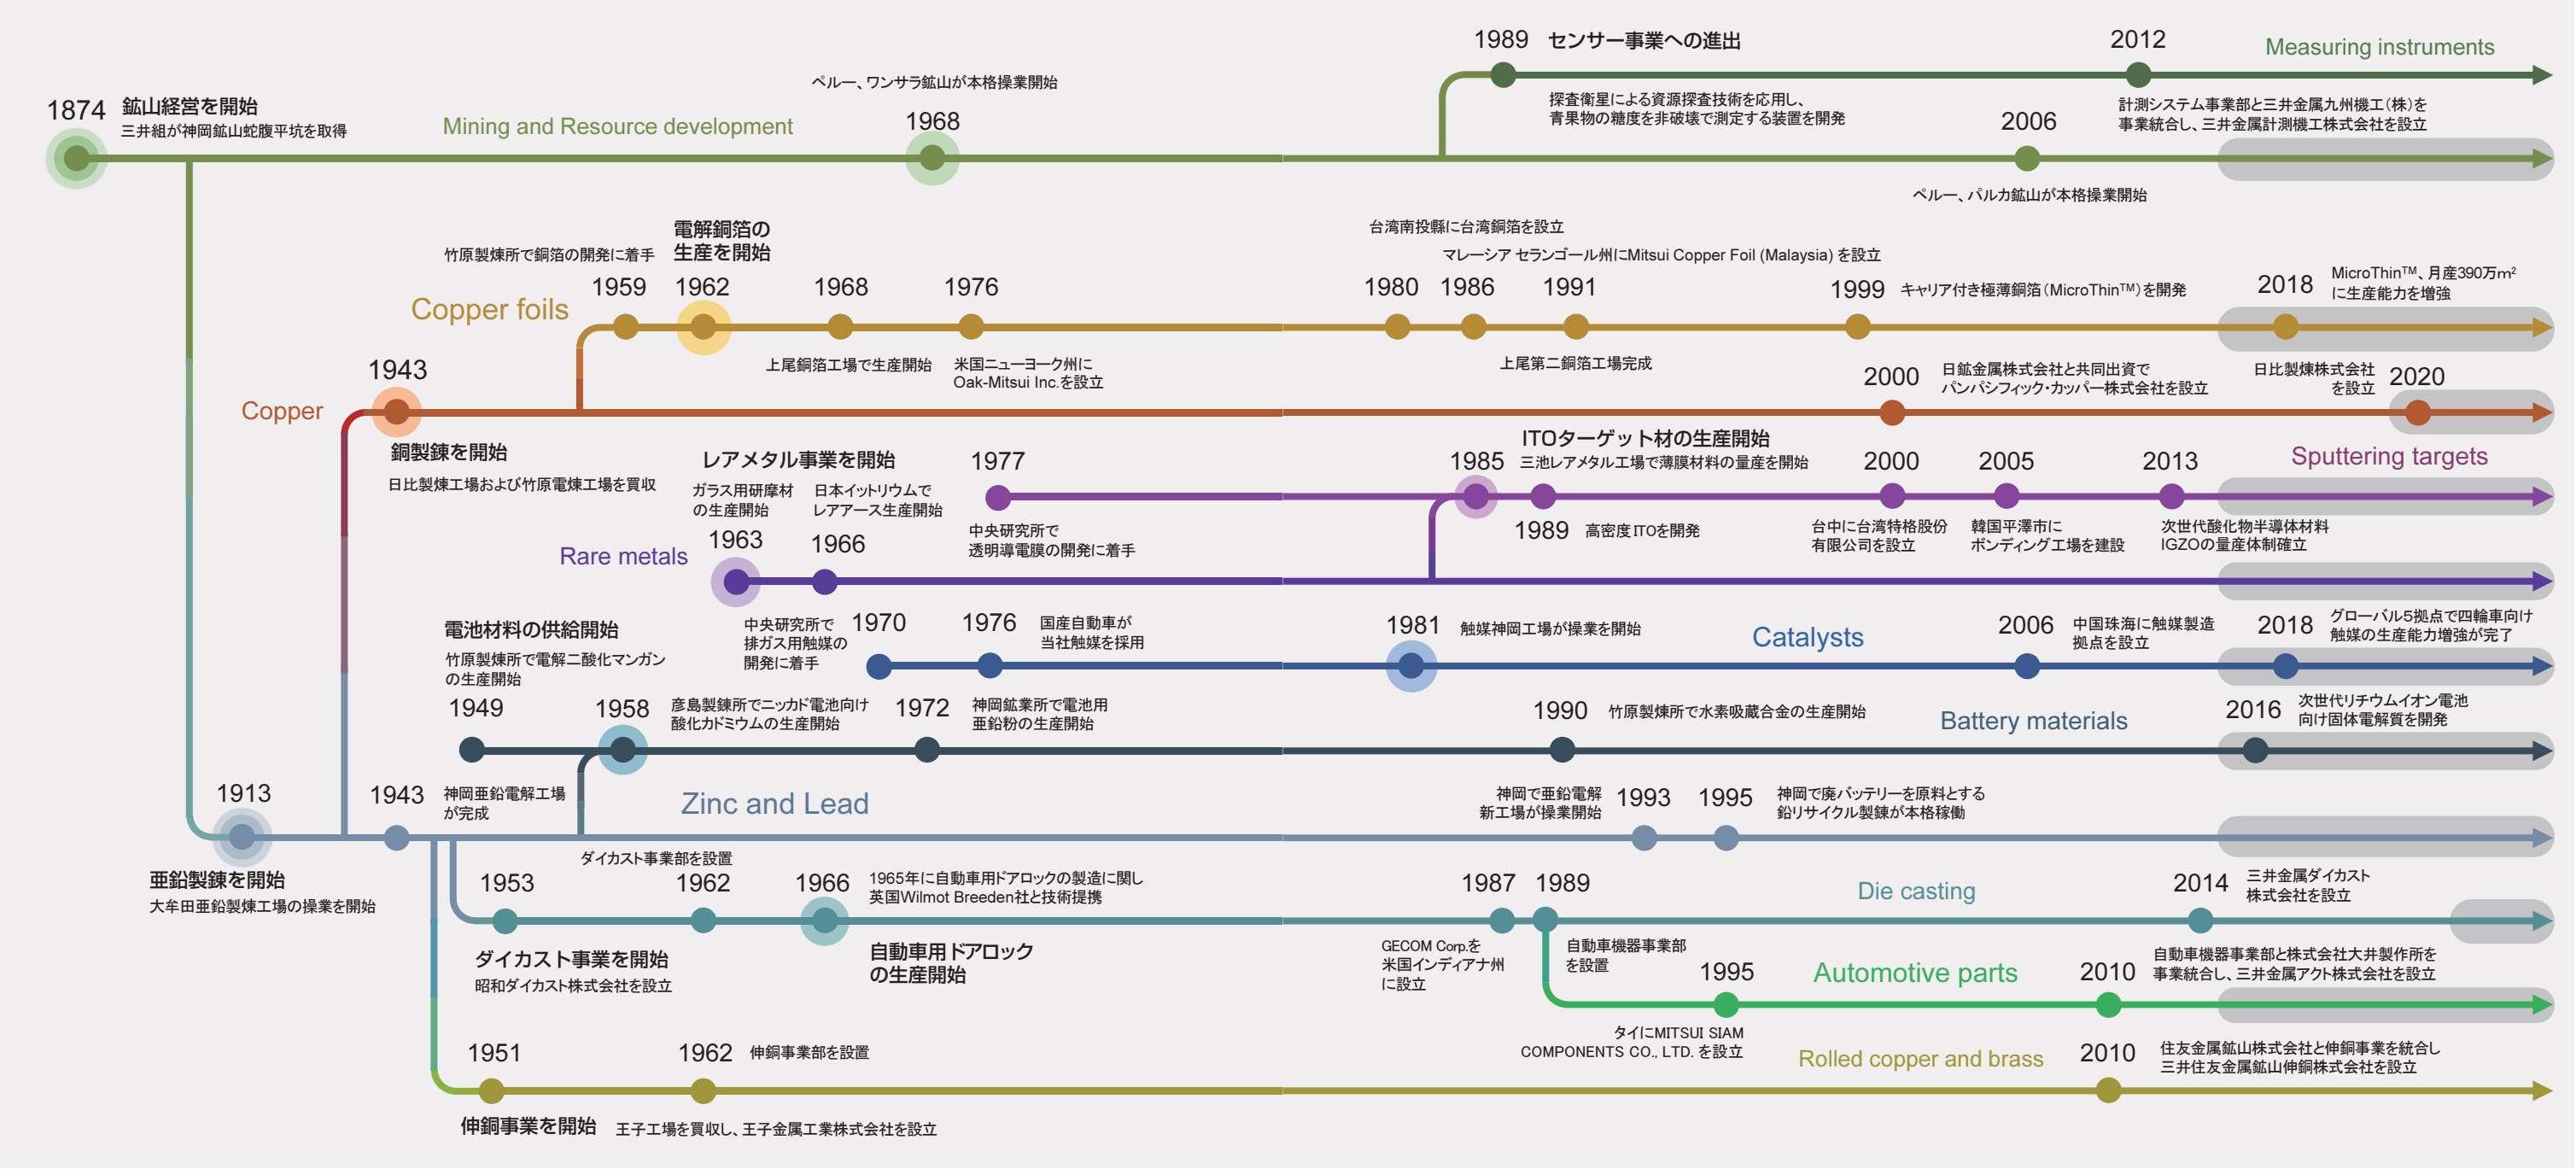 1989 センサー事業への進出
2012
Measuring instruments
探査衛星による資源探査技術を応用し、
青果物の糖度を非破壊で測定する装置を開発
計測システム事業部と三井金属九州機工(株)を
事業統合し、三井金属計測機工株式会社を設立
1874 鉱山経営を開始
三井組が神岡鉱山蛇腹平坑を取得
Mining and Resource development
ペルー、ワンサラ鉱山が本格操業開始
1968
2006
ペルー、パルカ鉱山が本格操業開始
Copper foils
竹原製煉所で銅箔の開発に着手
1959
電解銅箔の
生産を開始
1962
1968
上尾銅箔工場で生産開始
1976
米国ニューヨーク州に
Oak-Mitsui Inc.を設立
台湾南投縣に台湾銅箔を設立
1980
マレーシア セランゴール州にMitsui Copper Foil (Malaysia) を設立
1986
1991
上尾第二銅箔工場完成
1999 キャリア付き極薄銅箔(MicroThin™)を開発
2018 MicroThin™、月産390万m²
に生産能力を増強
Copper
1943
銅製錬を開始
日比製煉工場および竹原電煉工場を買収
2000 日鉱金属株式会社と共同出資で
パンパシフィック・カッパー株式会社を設立
日比製煉株式会社
を設立 2020
1977
中央研究所で
透明導電膜の開発に着手
ITOターゲット材の生産開始
1985 三池レアメタル工場で薄膜材料の量産を開始
1989 高密度ITOを開発
2000
台中に台湾特格股份
有限公司を設立
2005
韓国平澤市に
ボンディング工場を建設
2013
次世代酸化物半導体材料
IGZOの量産体制確立
Sputtering targets
Rare metals
レアメタル事業を開始
ガラス用研摩材
の生産開始
1963
日本イットリウムで
レアアース生産開始
1966
中央研究所で
排ガス用触媒の
開発に着手
1970
1976 国産自動車が
当社触媒を採用
1981 触媒神岡工場が操業を開始
Catalysts
2006 中国珠海に触媒製造
拠点を設立
2018 グローバル5拠点で四輪車向け
触媒の生産能力増強が完了
電池材料の供給開始
竹原製煉所で電解二酸化マンガン
の生産開始
1949
1958 彦島製錬所でニッカド電池向け
酸化カドミウムの生産開始
1972 神岡鉱業所で電池用
亜鉛粉の生産開始
1990 竹原製煉所で水素吸蔵合金の生産開始
Battery materials
2016 次世代リチウムイオン電池
向け固体電解質を開発
1913
亜鉛製錬を開始
大牟田亜鉛製煉工場の操業を開始
1943 神岡亜鉛電解工場
が完成
Zinc and Lead
神岡で亜鉛電解
新工場が操業開始 1993
1995 神岡で廃バッテリーを原料とする
鉛リサイクル製錬が本格稼働
1953
ダイカスト事業を開始
昭和ダイカスト株式会社を設立
ダイカスト事業部を設置
1962
1966 1965年に自動車用ドアロックの製造に関し
英国Wilmot Breeden社と技術提携
自動車用ドアロック
の生産開始
1987
GECOM Corp.を
米国インディアナ州
に設立
1989
自動車機器事業部
を設置
Die casting
2014 三井金属ダイカスト
株式会社を設立
1995
タイにMITSUI SIAM
COMPONENTS CO., LTD. を設立
Automotive parts
2010 自動車機器事業部と株式会社大井製作所を
事業統合し、三井金属アクト株式会社を設立
1951
伸銅事業を開始
1962 伸銅事業部を設置
王子工場を買収し、王子金属工業株式会社を設立
Rolled copper and brass
2010 住友金属鉱山株式会社と伸銅事業を統合し
三井住友金属鉱山伸銅株式会社を設立